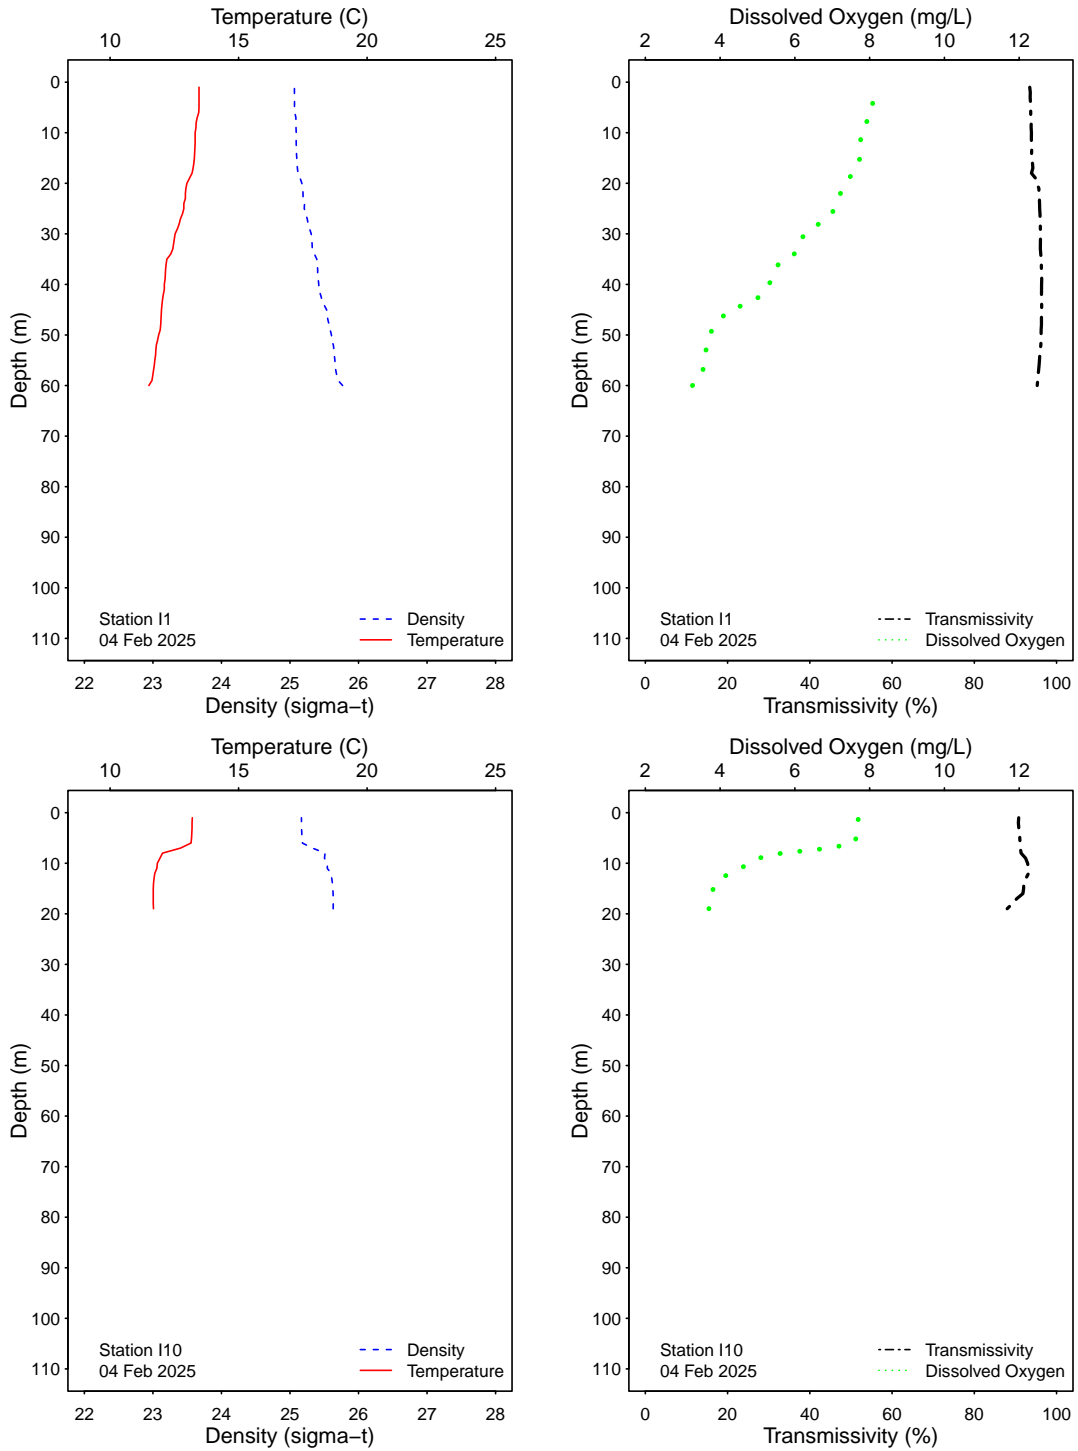 Temperature (C)
10 15 20 25
0
10
20
30
40
50
60
70
80
90
100
110
Depth (m)
Station I1
04 Feb 2025
Density
Temperature
22 23 24 25 26 27 28
Density (sigma−t)
Dissolved Oxygen (mg/L)
2 4 6 8 10 12
0
10
20
30
40
50
60
70
80
90
100
110
Depth (m)
Station I1
04 Feb 2025
Transmissivity
Dissolved Oxygen
0 20 40 60 80 100
Transmissivity (%)
Temperature (C)
10 15 20 25
0
10
20
30
40
50
60
70
80
90
100
110
Depth (m)
Station I10
04 Feb 2025
Density
Temperature
22 23 24 25 26 27 28
Density (sigma−t)
Dissolved Oxygen (mg/L)
2 4 6 8 10 12
0
10
20
30
40
50
60
70
80
90
100
110
Depth (m)
Station I10
04 Feb 2025
Transmissivity
Dissolved Oxygen
0 20 40 60 80 100
Transmissivity (%)